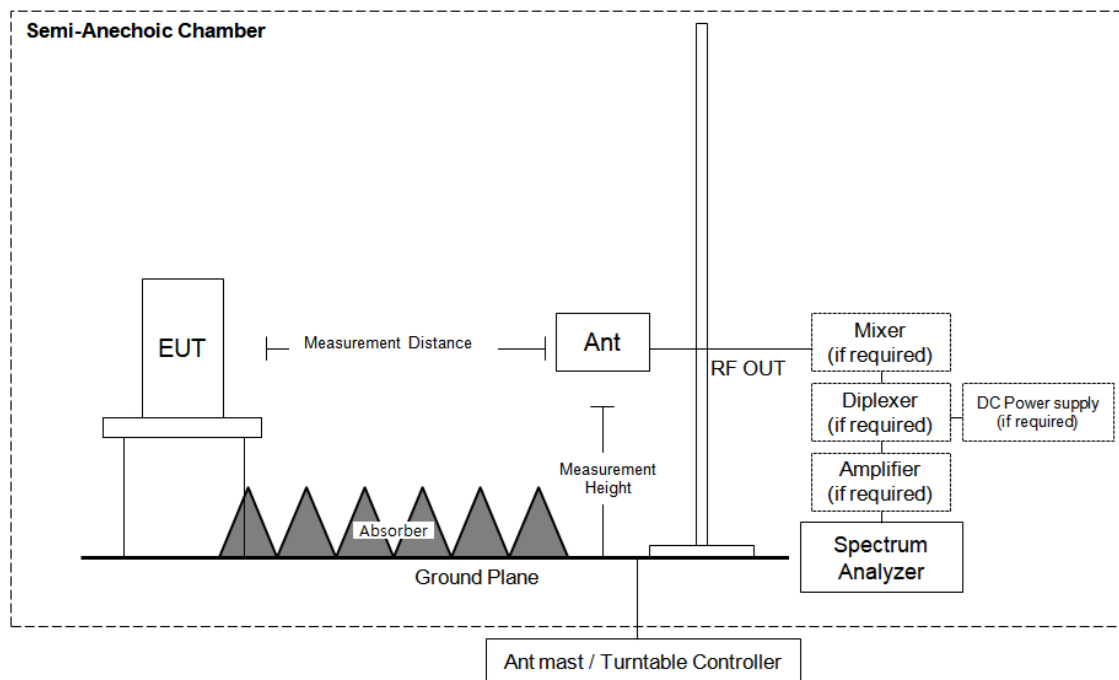 Semi-Anechoic Chamber
EUT
Measurement Distance
Ant
RF OUT
Mixer
(if required)
Diplexer
(if required)
DC Power supply
(if required)
Amplifier
(if required)
Spectrum
Analyzer
Measurement
Height
Absorber
Ground Plane
Ant mast / Turntable Controller